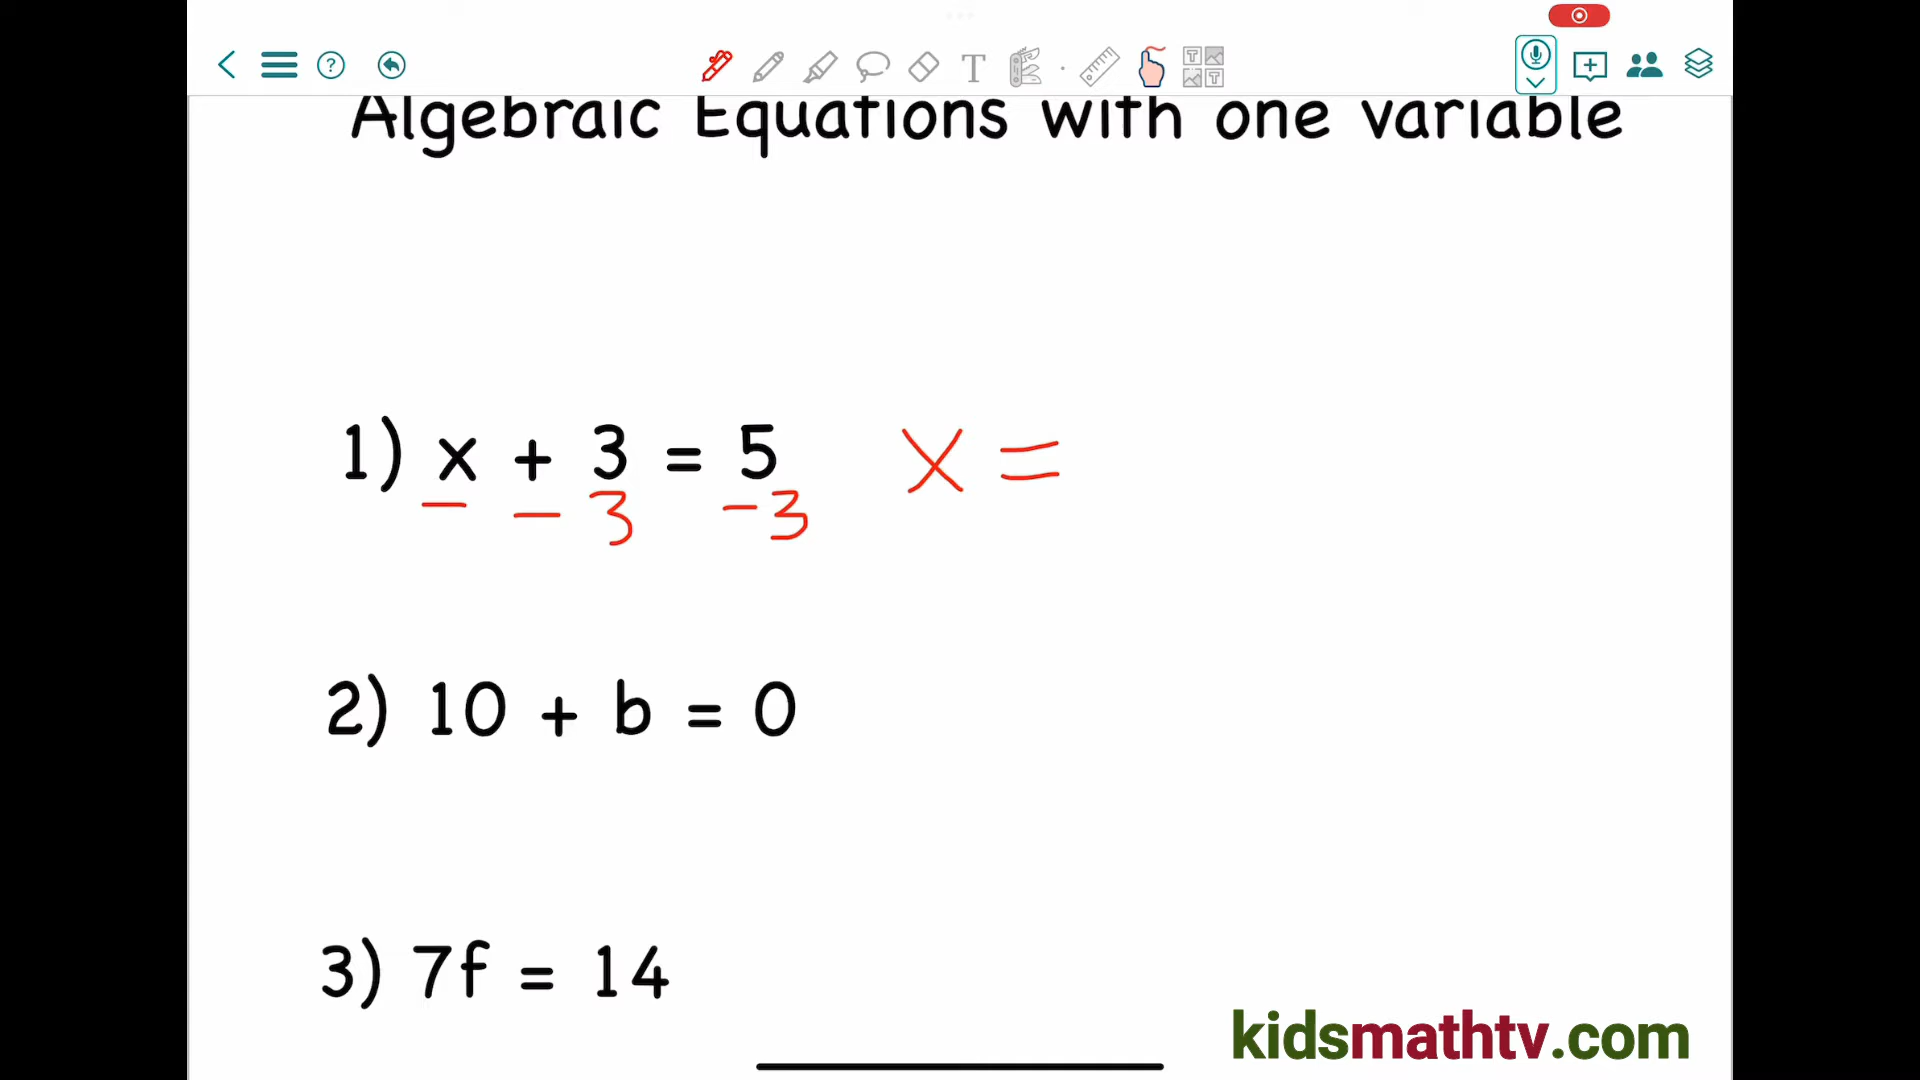 Algebraic Equations with one variable
1) x + 3 = 5 x =
- 3 -3
2) 10 + b = 0
3) 7f = 14
kidsmathtv.com